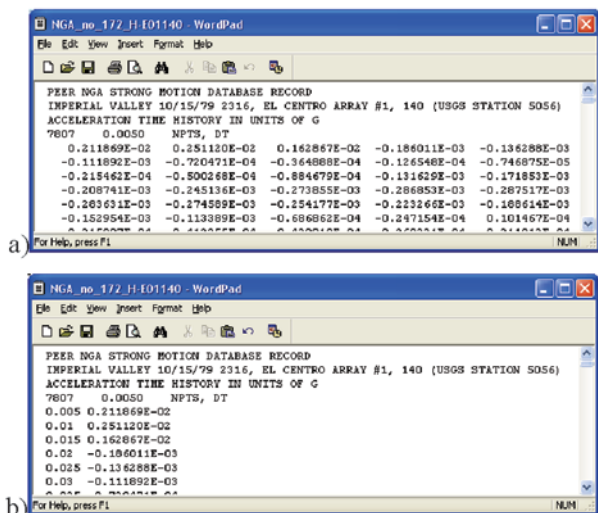 NGA_no_172_H-E01140 - WordPad
File Edit View Insert Format Help
PEER NGA STRONG MOTION DATABASE RECORD
IMPERIAL VALLEY 10/15/79 2316, EL CENTRO ARRAY #1, 140 (USGS STATION 5056)
ACCELERATION TIME HISTORY IN UNITS OF G
7807 0.0050 NPTS, DT
0.211869E-02 0.251120E-02 0.162867E-02 -0.186011E-03 -0.136288E-03
-0.111892E-03 -0.720471E-04 -0.364888E-04 -0.126548E-04 -0.746875E-05
-0.215462E-04 -0.500268E-04 -0.884679E-04 -0.131629E-03 -0.171853E-03
-0.208741E-03 -0.245136E-03 -0.273855E-03 -0.286853E-03 -0.287517E-03
-0.283631E-03 -0.274589E-03 -0.254177E-03 -0.223266E-03 -0.188614E-03
-0.152954E-03 -0.113389E-03 -0.686862E-04 -0.247154E-04 0.101467E-04
a) For Help, press F1 NUM
NGA_no_172_H-E01140 - WordPad
File Edit View Insert Format Help
PEER NGA STRONG MOTION DATABASE RECORD
IMPERIAL VALLEY 10/15/79 2316, EL CENTRO ARRAY #1, 140 (USGS STATION 5056)
ACCELERATION TIME HISTORY IN UNITS OF G
7807 0.0050 NPTS, DT
0.005 0.211869E-02
0.01 0.251120E-02
0.015 0.162867E-02
0.02 -0.186011E-03
0.025 -0.136288E-03
0.03 -0.111892E-03
b) For Help, press F1 NUM